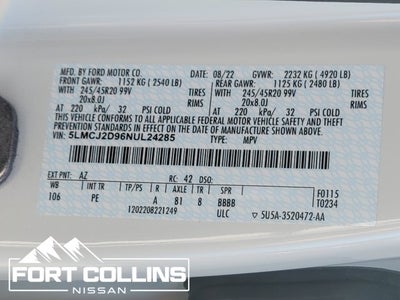 MFD. BY FORD MOTOR CO.
DATE: 08/22 GVWR: 2232 KG ( 4920 LB)
FRONT GAWR: 1152 KG (2540 LB) REAR GAWR: 1125 KG ( 2480 LB)
245/45R20 99V TIRES 245/45R20 99V TIRES
20x8.0J RIMS 20x8.0J RIMS
AT 220 kPa/ 32 PSI COLD AT 220 kPa/ 32 PSI COLD
THIS VEHICLE CONFORMS TO ALL APPLICABLE FEDERAL MOTOR VEHICLE
SAFETY STANDARDS IN EFFECT ON THE DATE OF MANUFACTURE SHOWN ABOVE.
VIN: 5LMCJ2D96NUL24285 TYPE: MPV
EXT PNT: AZ RC: 42 DSO:
WB INT TR TP/PS R AXLE TR SPR
106 PE A 81 8 BBBB
F0115
T0234
1202208221249 ULC 5U5A-3520472-AA
FORT COLLINS
NISSAN